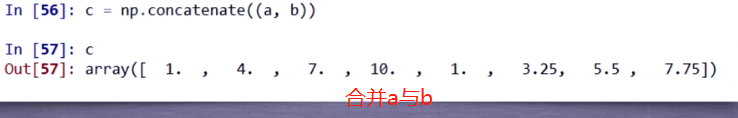 In [56]: c = np.concatenate((a, b))
In [57]: c
Out[57]: array([ 1. , 4. , 7. , 10. , 1. , 3.25, 5.5 , 7.75])
合并a与b